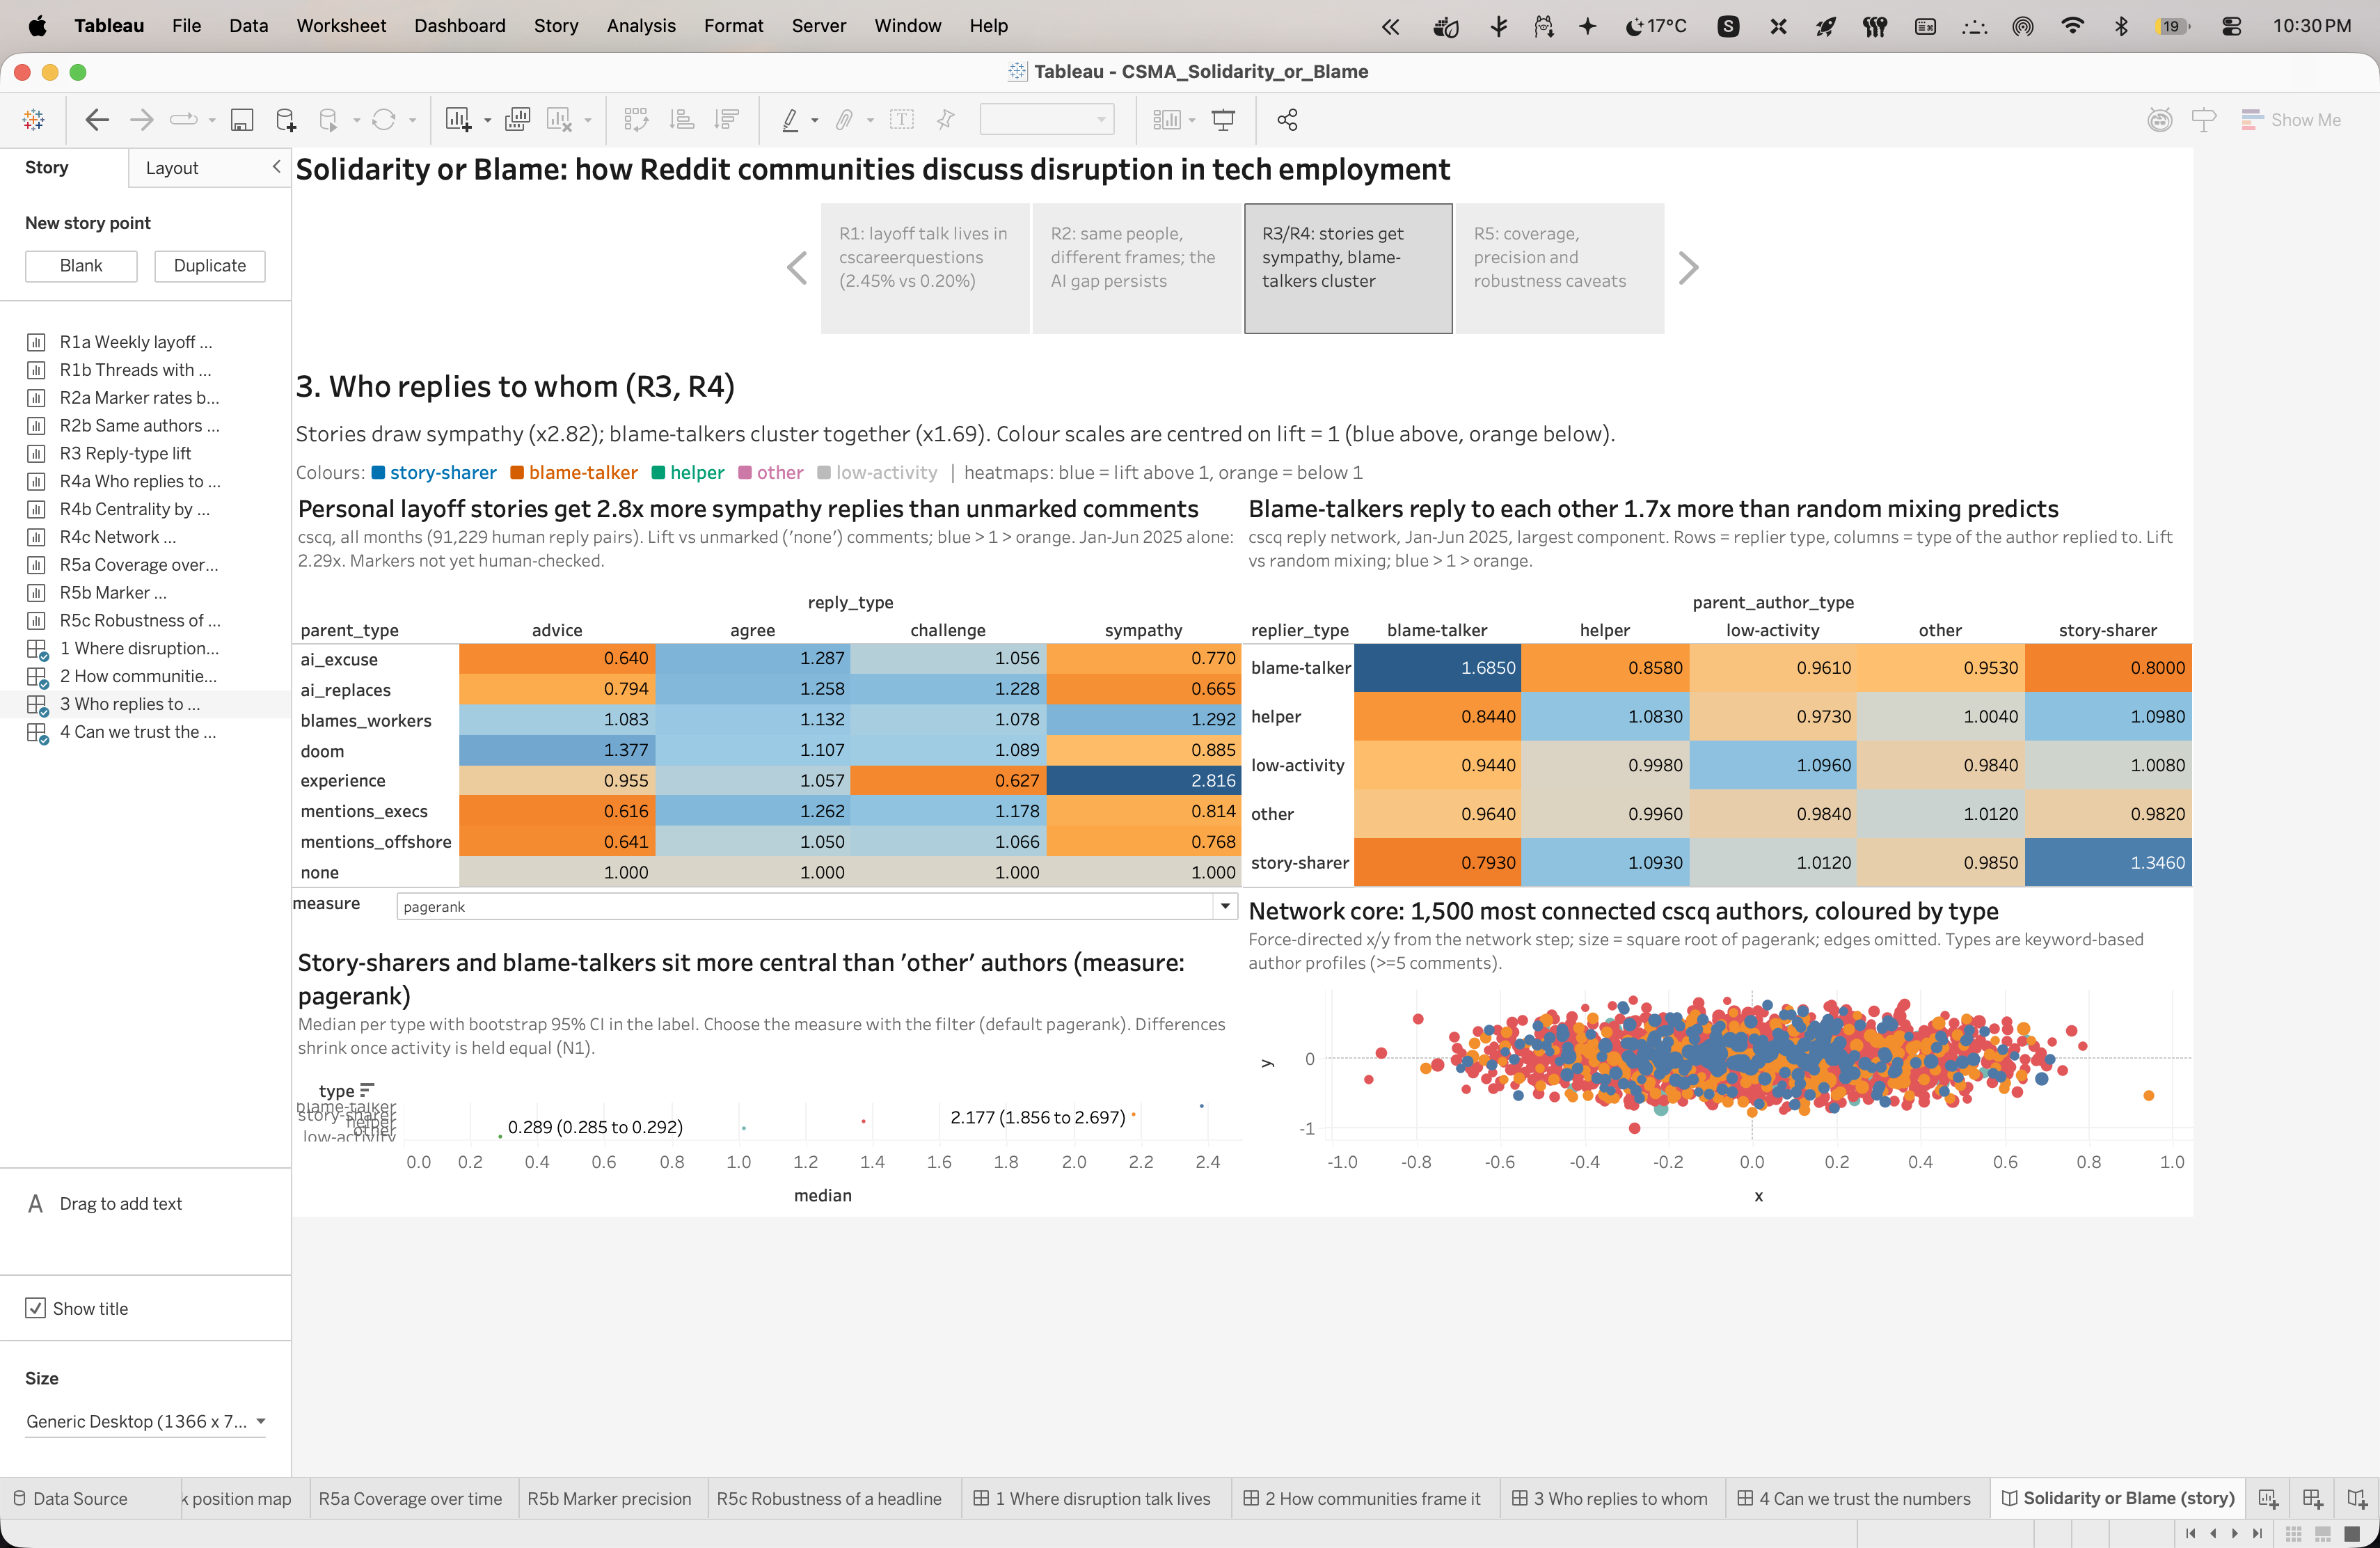 Tableau File Data Worksheet Dashboard Story Analysis Format Server Window Help 17°C S 19 10:30 PM
Tableau - CSMA_Solidarity_or_Blame
Show Me
Story Layout
New story point
Blank Duplicate
R1a Weekly layoff ...
R1b Threads with ...
R2a Marker rates b...
R2b Same authors ...
R3 Reply-type lift
R4a Who replies to ...
R4b Centrality by ...
R4c Network ...
R5a Coverage over...
R5b Marker ...
R5c Robustness of ...
1 Where disruption...
2 How communitie...
3 Who replies to ...
4 Can we trust the ...
A Drag to add text
Show title
Size
Generic Desktop (1366 x 7...
Solidarity or Blame: how Reddit communities discuss disruption in tech employment
R1: layoff talk lives in
cscareerquestions
(2.45% vs 0.20%)
R2: same people,
different frames; the
AI gap persists
R3/R4: stories get
sympathy, blame-
talkers cluster
R5: coverage,
precision and
robustness caveats
3. Who replies to whom (R3, R4)
Stories draw sympathy (x2.82); blame-talkers cluster together (x1.69). Colour scales are centred on lift = 1 (blue above, orange below).
Colours: story-sharer blame-talker helper other low-activity | heatmaps: blue = lift above 1, orange = below 1
Personal layoff stories get 2.8x more sympathy replies than unmarked comments
cscq, all months (91,229 human reply pairs). Lift vs unmarked ('none') comments; blue > 1 > orange. Jan-Jun 2025 alone:
2.29x. Markers not yet human-checked.
reply_type
parent_type advice agree challenge sympathy
ai_excuse 0.640 1.287 1.056 0.770
ai_replaces 0.794 1.258 1.228 0.665
blames_workers 1.083 1.132 1.078 1.292
doom 1.377 1.107 1.089 0.885
experience 0.955 1.057 0.627 2.816
mentions_execs 0.616 1.262 1.178 0.814
mentions_offshore 0.641 1.050 1.066 0.768
none 1.000 1.000 1.000 1.000
Blame-talkers reply to each other 1.7x more than random mixing predicts
cscq reply network, Jan-Jun 2025, largest component. Rows = replier type, columns = type of the author replied to. Lift
vs random mixing; blue > 1 > orange.
parent_author_type
replier_type blame-talker helper low-activity other story-sharer
blame-talker 1.6850 0.8580 0.9610 0.9530 0.8000
helper 0.8440 1.0830 0.9730 1.0040 1.0980
low-activity 0.9440 0.9980 1.0960 0.9840 1.0080
other 0.9640 0.9960 0.9840 1.0120 0.9820
story-sharer 0.7930 1.0930 1.0120 0.9850 1.3460
measure pagerank
Story-sharers and blame-talkers sit more central than 'other' authors (measure:
pagerank)
Median per type with bootstrap 95% CI in the label. Choose the measure with the filter (default pagerank). Differences
shrink once activity is held equal (N1).
type
blame-talker
story-sharer
helper
other
low-activity
0.289 (0.285 to 0.292)
2.177 (1.856 to 2.697)
0.0 0.2 0.4 0.6 0.8 1.0 1.2 1.4 1.6 1.8 2.0 2.2 2.4
median
Network core: 1,500 most connected cscq authors, coloured by type
Force-directed x/y from the network step; size = square root of pagerank; edges omitted. Types are keyword-based
author profiles (>=5 comments).
y
0
-1
-1.0 -0.8 -0.6 -0.4 -0.2 0.0 0.2 0.4 0.6 0.8 1.0
x
Data Source k position map R5a Coverage over time R5b Marker precision R5c Robustness of a headline 1 Where disruption talk lives 2 How communities frame it 3 Who replies to whom 4 Can we trust the numbers Solidarity or Blame (story)